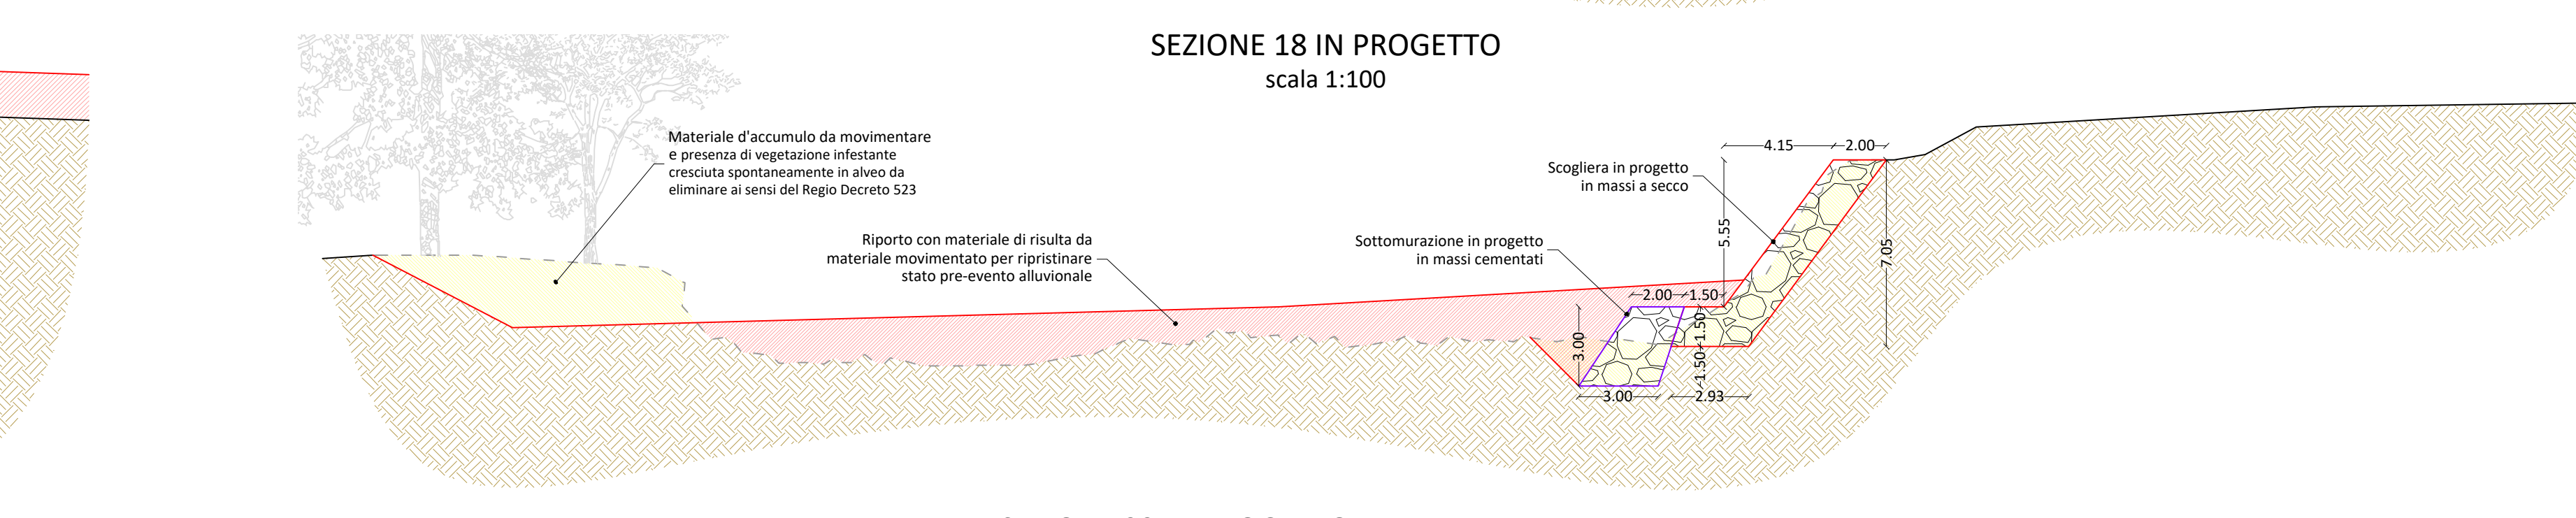 SEZIONE 18 IN PROGETTO
scala 1:100
Materiale d'accumulo da movimentare
e presenza di vegetazione infestante
cresciuta spontaneamente in alveo da
eliminare ai sensi del Regio Decreto 523
Riporto con materiale di risulta da
materiale movimentato per ripristinare
stato pre-evento alluvionale
Sottomurazione in progetto
in massi cementati
Scogliera in progetto
in massi a secco
4.15
2.00
5.55
7.05
2.00
1.50
3.00
1.50
1.50
3.00
2.93